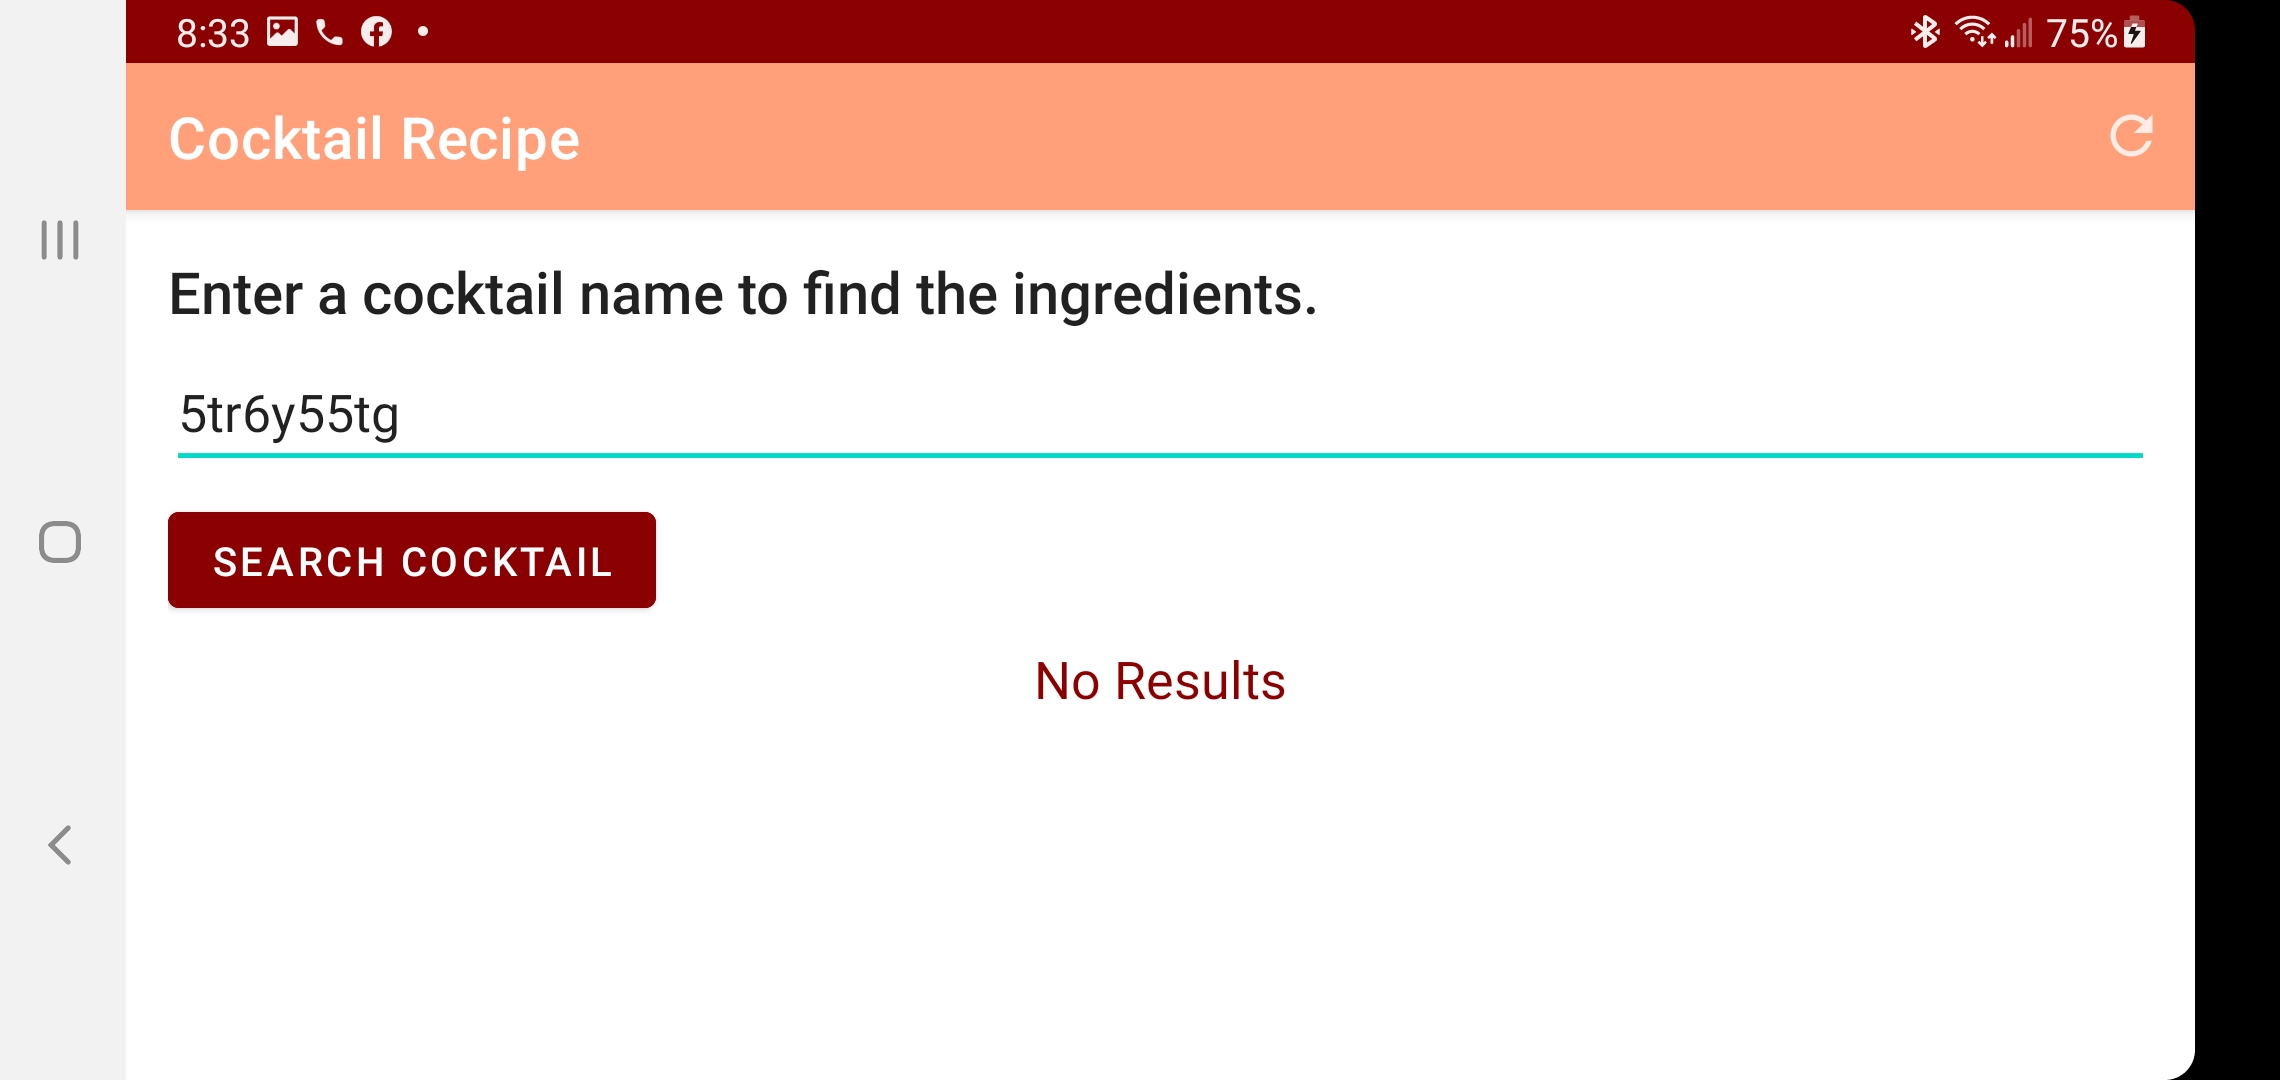 8:33 75%
Cocktail Recipe
Enter a cocktail name to find the ingredients.
5tr6y55tg
SEARCH COCKTAIL
No Results